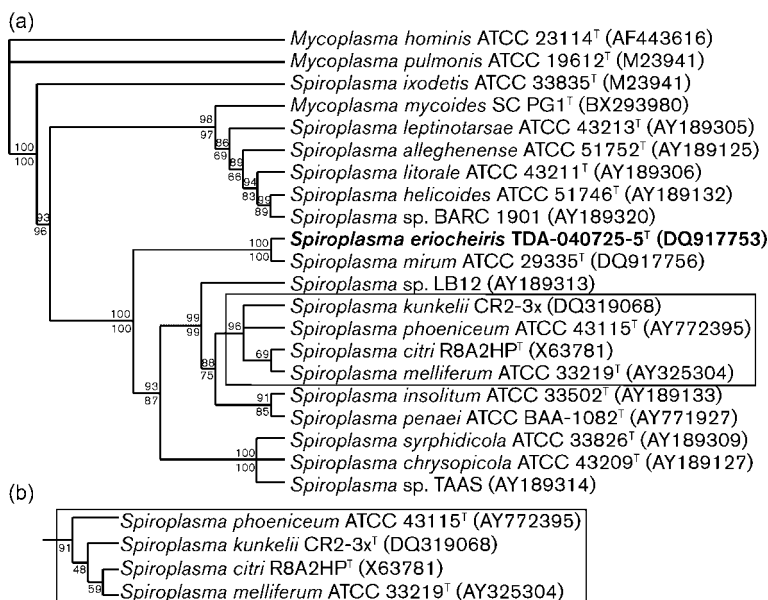 (a)
Mycoplasma hominis ATCC 23114ᵀ (AF443616)
Mycoplasma pulmonis ATCC 19612ᵀ (M23941)
Spiroplasma ixodetis ATCC 33835ᵀ (M23941)
100
100
Mycoplasma mycoides SC PG1ᵀ (BX293980)
98
97
Spiroplasma leptinotarsae ATCC 43213ᵀ (AY189305)
86
69
Spiroplasma alleghenense ATCC 51752ᵀ (AY189125)
89
66
Spiroplasma litorale ATCC 43211ᵀ (AY189306)
94
83
Spiroplasma helicoides ATCC 51746ᵀ (AY189132)
89
Spiroplasma sp. BARC 1901 (AY189320)
93
96
Spiroplasma eriocheiris TDA-040725-5ᵀ (DQ917753)
100
100
Spiroplasma mirum ATCC 29335ᵀ (DQ917756)
Spiroplasma sp. LB12 (AY189313)
100
100
99
99
Spiroplasma kunkelii CR2-3x (DQ319068)
96
Spiroplasma phoeniceum ATCC 43115ᵀ (AY772395)
Spiroplasma citri R8A2HPᵀ (X63781)
69
Spiroplasma melliferum ATCC 33219ᵀ (AY325304)
88
75
Spiroplasma insolitum ATCC 33502ᵀ (AY189133)
91
85
Spiroplasma penaei ATCC BAA-1082ᵀ (AY771927)
93
87
Spiroplasma syrphidicola ATCC 33826ᵀ (AY189309)
100
100
Spiroplasma chrysopicola ATCC 43209ᵀ (AY189127)
Spiroplasma sp. TAAS (AY189314)
(b)
Spiroplasma phoeniceum ATCC 43115ᵀ (AY772395)
91
Spiroplasma kunkelii CR2-3xᵀ (DQ319068)
48
Spiroplasma citri R8A2HPᵀ (X63781)
59
Spiroplasma melliferum ATCC 33219ᵀ (AY325304)